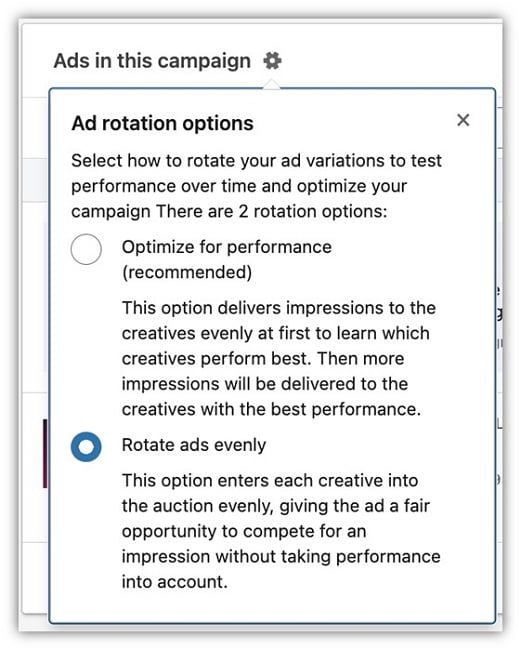 Ads in this campaign
Ad rotation options
Select how to rotate your ad variations to test
performance over time and optimize your
campaign There are 2 rotation options:
Optimize for performance
(recommended)
This option delivers impressions to the
creatives evenly at first to learn which
creatives perform best. Then more
impressions will be delivered to the
creatives with the best performance.
Rotate ads evenly
This option enters each creative into
the auction evenly, giving the ad a fair
opportunity to compete for an
impression without taking performance
into account.